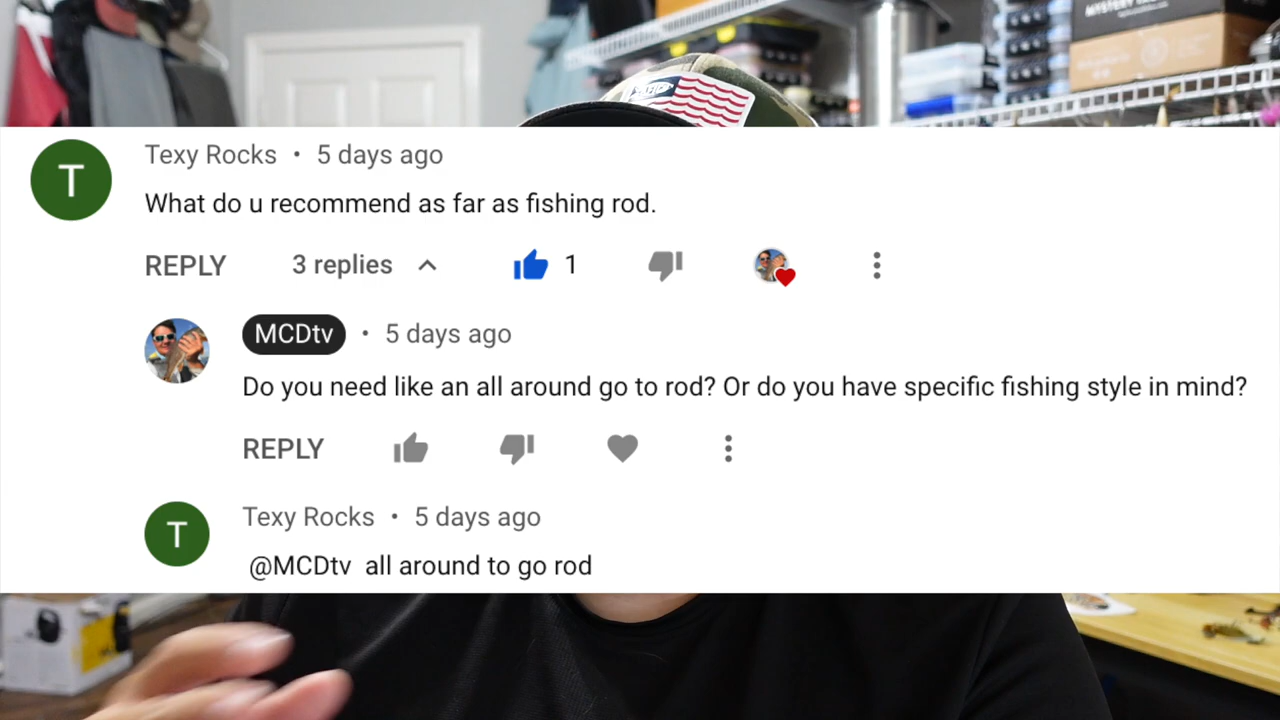 MYSTERY
T
Texy Rocks • 5 days ago
What do u recommend as far as fishing rod.
REPLY 3 replies 1
MCDtv • 5 days ago
Do you need like an all around go to rod? Or do you have specific fishing style in mind?
REPLY
T
Texy Rocks • 5 days ago
@MCDtv all around to go rod